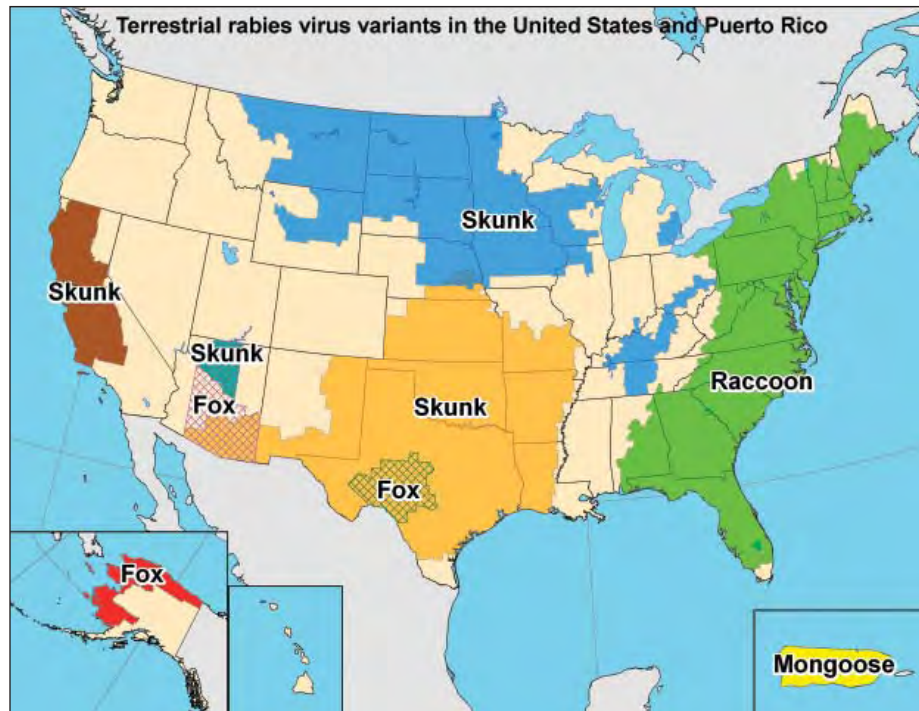 Terrestrial rabies virus variants in the United States and Puerto Rico
Skunk
Skunk
Skunk
Fox
Skunk
Raccoon
Fox
Fox
Mongoose